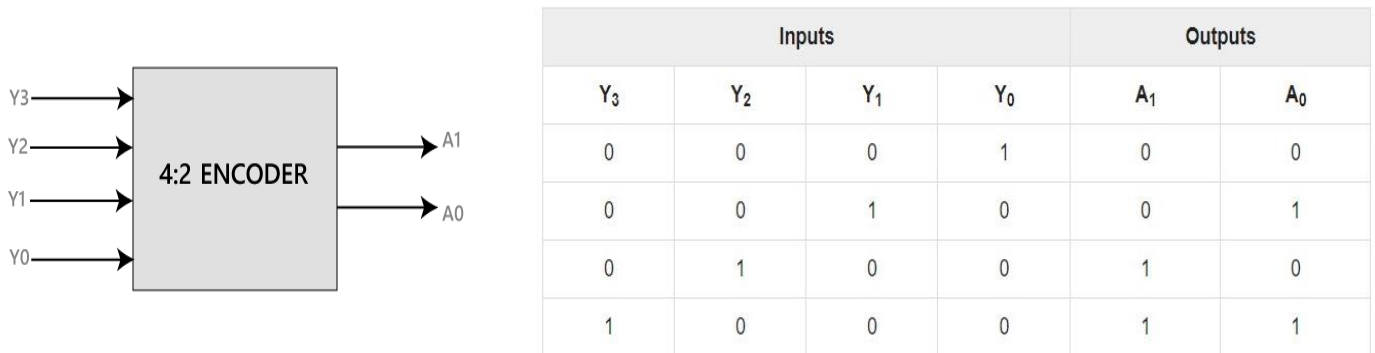 Y3
Y2
Y1
Y0
4:2 ENCODER
A1
A0
Inputs Outputs
Y₃ Y₂ Y₁ Y₀ A₁ A₀
0 0 0 1 0 0
0 0 1 0 0 1
0 1 0 0 1 0
1 0 0 0 1 1